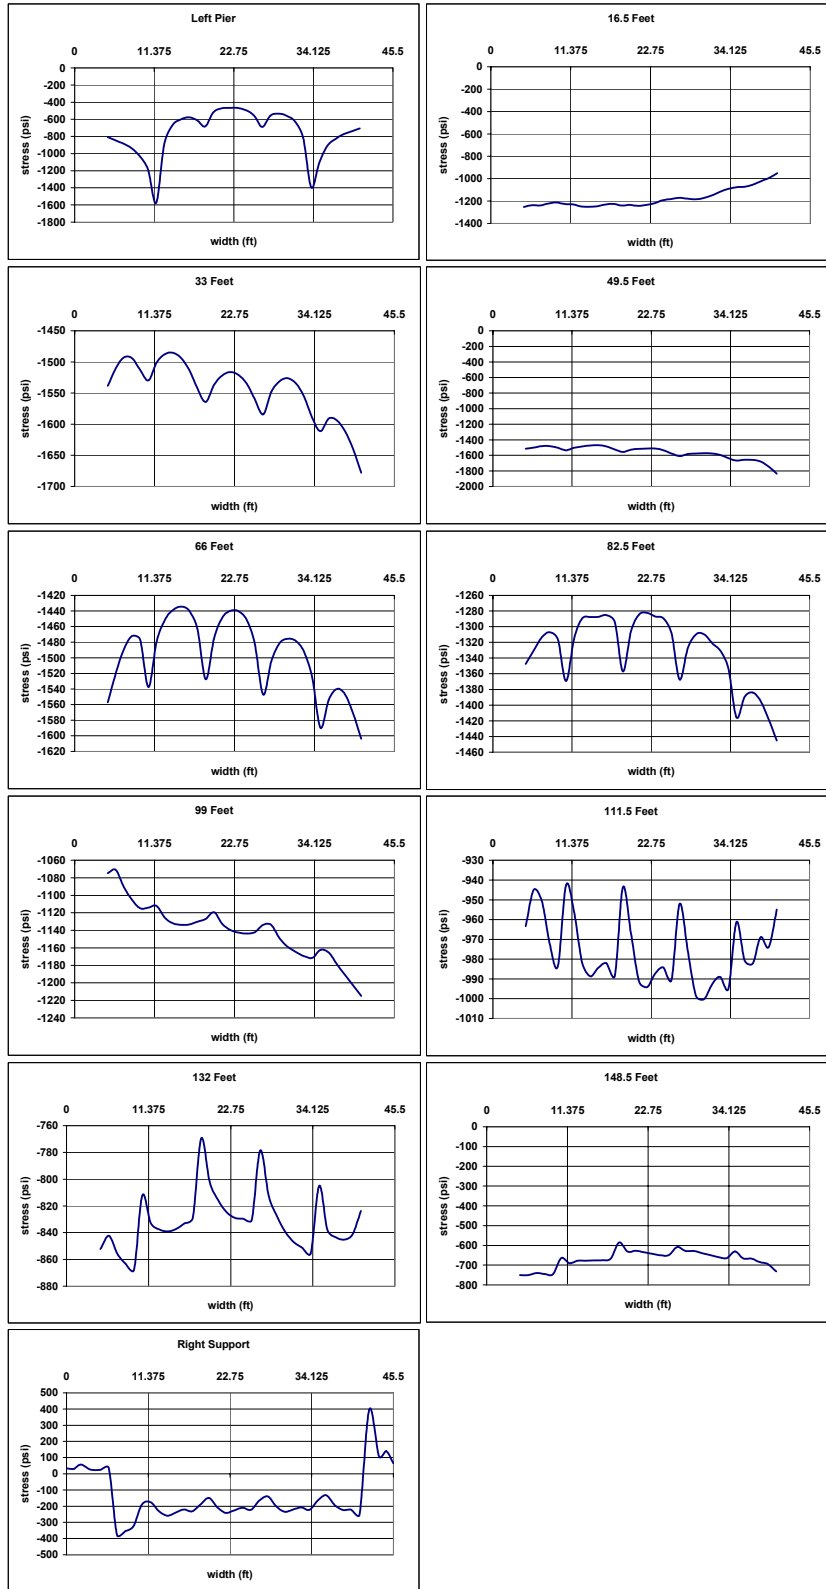 Left Pier
0 11.375 22.75 34.125 45.5
0
-200
-400
-600
-800
-1000
-1200
-1400
-1600
-1800
stress (psi)
width (ft)
16.5 Feet
0 11.375 22.75 34.125 45.5
0
-200
-400
-600
-800
-1000
-1200
-1400
stress (psi)
width (ft)
33 Feet
0 11.375 22.75 34.125 45.5
-1450
-1500
-1550
-1600
-1650
-1700
stress (psi)
width (ft)
49.5 Feet
0 11.375 22.75 34.125 45.5
0
-200
-400
-600
-800
-1000
-1200
-1400
-1600
-1800
-2000
stress (psi)
width (ft)
66 Feet
0 11.375 22.75 34.125 45.5
-1420
-1440
-1460
-1480
-1500
-1520
-1540
-1560
-1580
-1600
-1620
stress (psi)
width (ft)
82.5 Feet
0 11.375 22.75 34.125 45.5
-1260
-1280
-1300
-1320
-1340
-1360
-1380
-1400
-1420
-1440
-1460
stress (psi)
width (ft)
99 Feet
0 11.375 22.75 34.125 45.5
-1060
-1080
-1100
-1120
-1140
-1160
-1180
-1200
-1220
-1240
stress (psi)
width (ft)
111.5 Feet
0 11.375 22.75 34.125 45.5
-930
-940
-950
-960
-970
-980
-990
-1000
-1010
stress (psi)
width (ft)
132 Feet
0 11.375 22.75 34.125 45.5
-760
-780
-800
-820
-840
-860
-880
stress (psi)
width (ft)
148.5 Feet
0 11.375 22.75 34.125 45.5
0
-100
-200
-300
-400
-500
-600
-700
-800
stress (psi)
width (ft)
Right Support
0 11.375 22.75 34.125 45.5
500
400
300
200
100
0
-100
-200
-300
-400
-500
stress (psi)
width (ft)